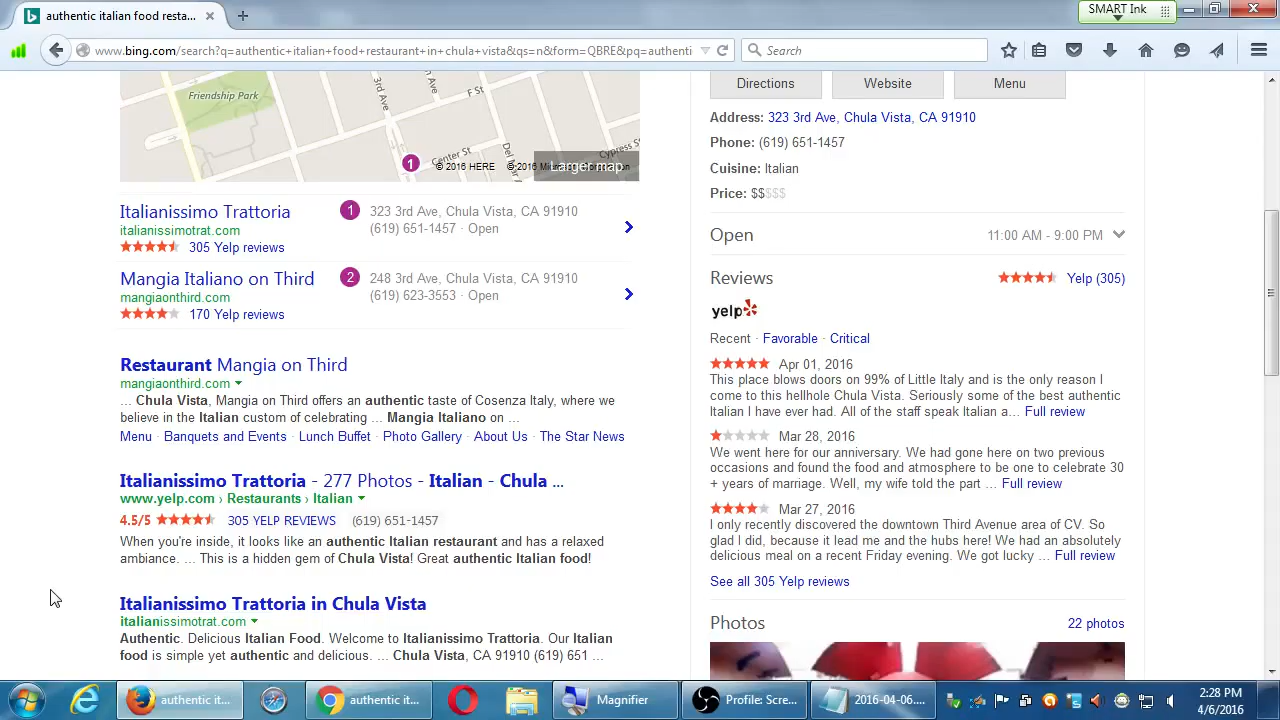 authentic italian food resta...
SMART Ink
www.bing.com/search?q=authentic+italian+food+restaurant+in+chula+vista&qs=n&form=QBRE&pq=authenti
Search
Friendship Park
3rd Ave
Ave
F St
Center St
Cypress St
1
© 2016 HERE
Larger map
Italianissimo Trattoria
italianissimotrat.com
305 Yelp reviews
1
323 3rd Ave, Chula Vista, CA 91910
(619) 651-1457 · Open
Mangia Italiano on Third
mangiaonthird.com
170 Yelp reviews
2
248 3rd Ave, Chula Vista, CA 91910
(619) 623-3553 · Open
Restaurant Mangia on Third
mangiaonthird.com
... Chula Vista, Mangia on Third offers an authentic taste of Cosenza Italy, where we
believe in the Italian custom of celebrating ... Mangia Italiano on ...
Menu · Banquets and Events · Lunch Buffet · Photo Gallery · About Us · The Star News
Italianissimo Trattoria - 277 Photos - Italian - Chula ...
www.yelp.com › Restaurants › Italian
4.5/5 305 YELP REVIEWS (619) 651-1457
When you're inside, it looks like an authentic Italian restaurant and has a relaxed
ambiance. ... This is a hidden gem of Chula Vista! Great authentic Italian food!
Italianissimo Trattoria in Chula Vista
italianissimotrat.com
Authentic. Delicious Italian Food. Welcome to Italianissimo Trattoria. Our Italian
food is simple yet authentic and delicious. ... Chula Vista, CA 91910 (619) 651 ...
Directions
Website
Menu
Address: 323 3rd Ave, Chula Vista, CA 91910
Phone: (619) 651-1457
Cuisine: Italian
Price: $$$$$
Open
11:00 AM - 9:00 PM
Reviews
Yelp (305)
yelp
Recent · Favorable · Critical
Apr 01, 2016
This place blows doors on 99% of Little Italy and is the only reason I
come to this hellhole Chula Vista. Seriously some of the best authentic
Italian I have ever had. All of the staff speak Italian a... Full review
Mar 28, 2016
We went here for our anniversary. We had gone here on two previous
occasions and found the food and atmosphere to be one to celebrate 30
+ years of marriage. Well, my wife told the part ... Full review
Mar 27, 2016
I only recently discovered the downtown Third Avenue area of CV. So
glad I did, because it lead me and the hubs here! We had an absolutely
delicious meal on a recent Friday evening. We got lucky ... Full review
See all 305 Yelp reviews
Photos
22 photos
authentic it...
authentic it...
Magnifier
Profile: Scre...
2016-04-06....
2:28 PM
4/6/2016